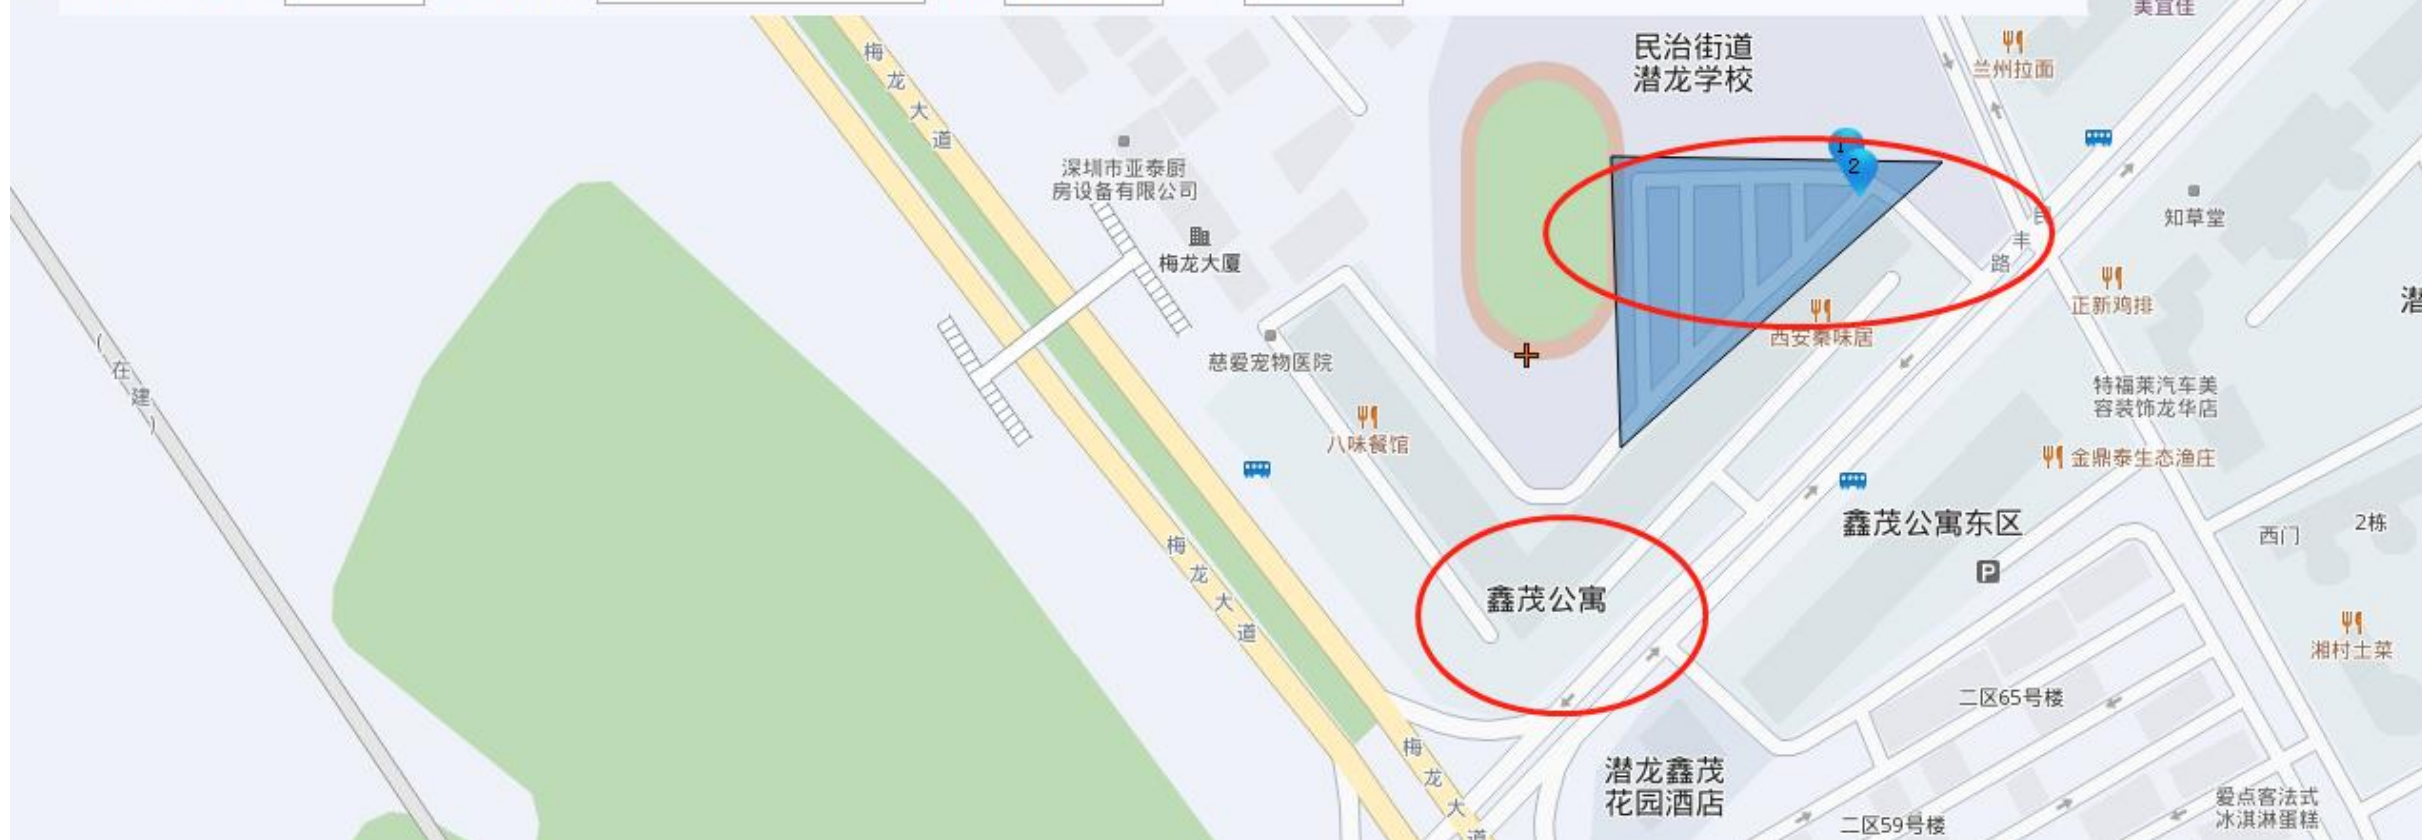 美宜佳
民治街道
潜龙学校
兰州拉面
梅龙大道
深圳市亚泰厨
房设备有限公司
1
2
知草堂
民丰路
梅龙大厦
正新鸡排
西安秦味居
慈爱宠物医院
(在建)
特福莱汽车美
容装饰龙华店
八味餐馆
金鼎泰生态渔庄
鑫茂公寓东区
P
西门
2栋
梅龙大道
鑫茂公寓
湘村土菜
二区65号楼
梅龙大道
潜龙鑫茂
花园酒店
爱点客法式
冰淇淋蛋糕
二区59号楼
潜